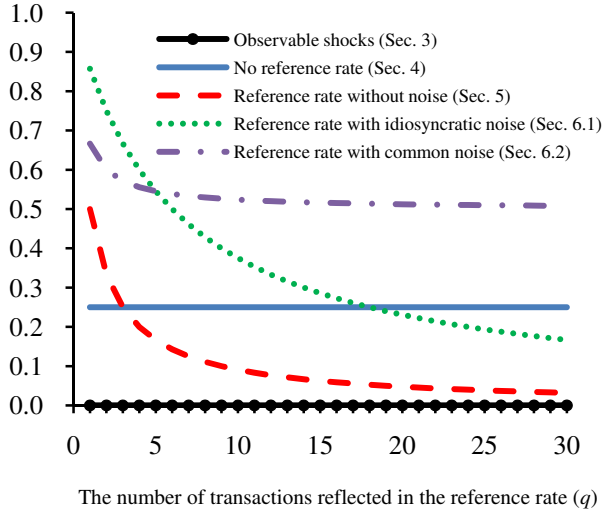 1.0
0.9
0.8
0.7
0.6
0.5
0.4
0.3
0.2
0.1
0.0
Observable shocks (Sec. 3)
No reference rate (Sec. 4)
Reference rate without noise (Sec. 5)
Reference rate with idiosyncratic noise (Sec. 6.1)
Reference rate with common noise (Sec. 6.2)
0 5 10 15 20 25 30
The number of transactions reflected in the reference rate (q)